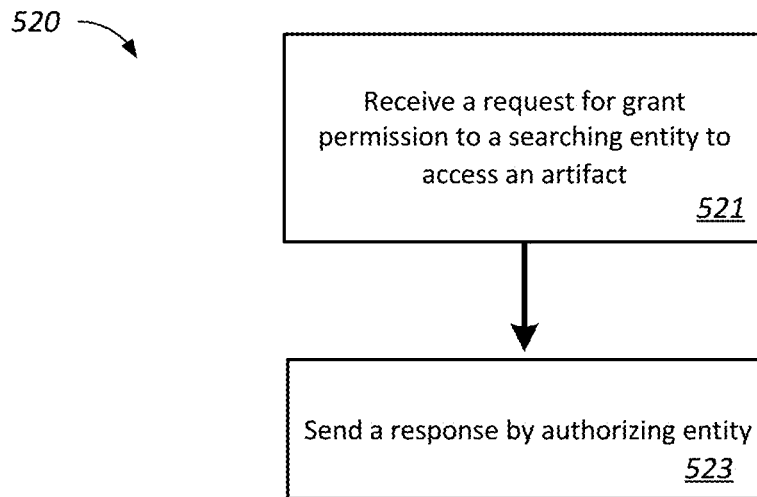 520
Receive a request for grant
permission to a searching entity to
access an artifact
521
Send a response by authorizing entity
523